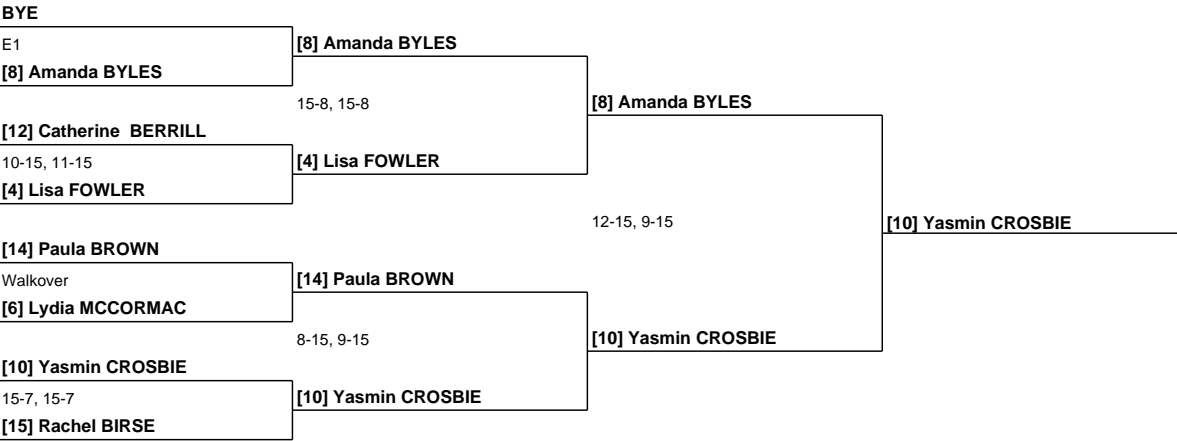 BYE
E1
[8] Amanda BYLES
[8] Amanda BYLES
15-8, 15-8
[8] Amanda BYLES
[12] Catherine  BERRILL
10-15, 11-15
[4] Lisa FOWLER
[4] Lisa FOWLER
12-15, 9-15
[10] Yasmin CROSBIE
[14] Paula BROWN
Walkover
[14] Paula BROWN
[6] Lydia MCCORMAC
8-15, 9-15
[10] Yasmin CROSBIE
[10] Yasmin CROSBIE
15-7, 15-7
[10] Yasmin CROSBIE
[15] Rachel BIRSE